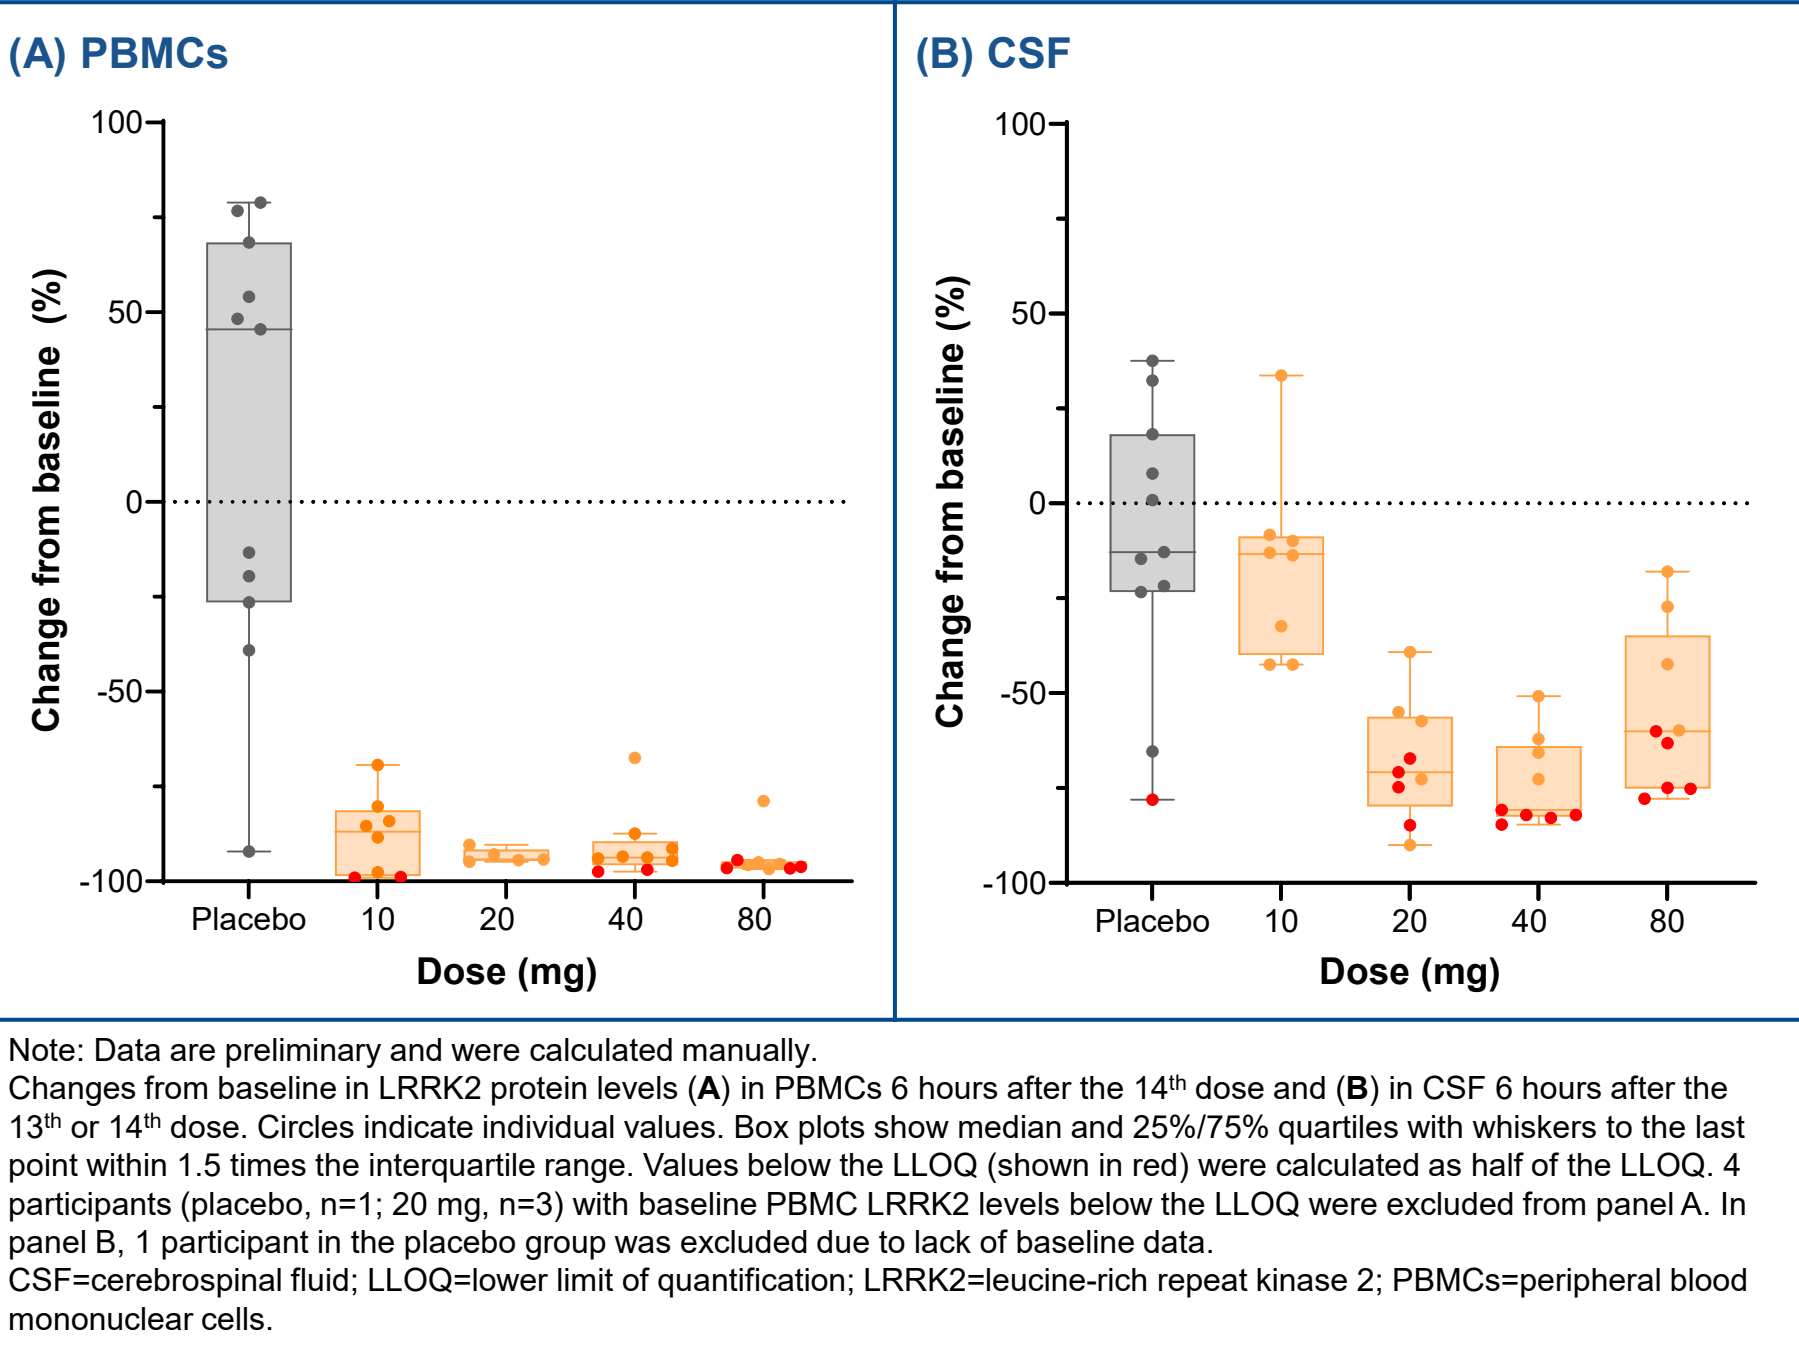 (A) PBMCs
100
50
0
-50
-100
Change from baseline (%)
Placebo 10 20 40 80
Dose (mg)
(B) CSF
100
50
0
-50
-100
Change from baseline (%)
Placebo 10 20 40 80
Dose (mg)
Note: Data are preliminary and were calculated manually.
Changes from baseline in LRRK2 protein levels (A) in PBMCs 6 hours after the 14th dose and (B) in CSF 6 hours after the
13th or 14th dose. Circles indicate individual values. Box plots show median and 25%/75% quartiles with whiskers to the last
point within 1.5 times the interquartile range. Values below the LLOQ (shown in red) were calculated as half of the LLOQ. 4
participants (placebo, n=1; 20 mg, n=3) with baseline PBMC LRRK2 levels below the LLOQ were excluded from panel A. In
panel B, 1 participant in the placebo group was excluded due to lack of baseline data.
CSF=cerebrospinal fluid; LLOQ=lower limit of quantification; LRRK2=leucine-rich repeat kinase 2; PBMCs=peripheral blood
mononuclear cells.